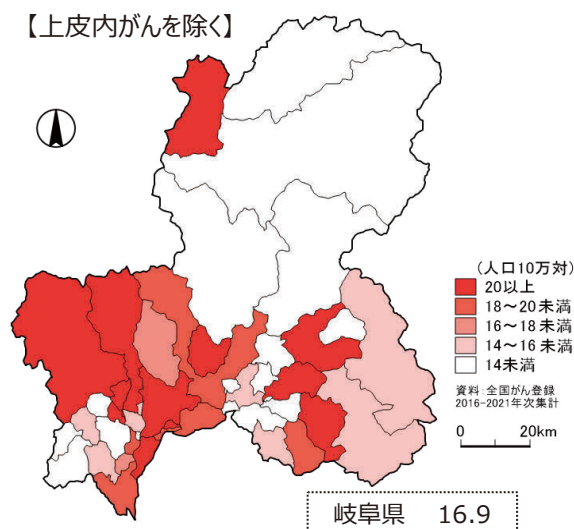 【上皮内がんを除く】
(人口10万対)
20以上
18～20未満
16～18未満
14～16未満
14未満
資料:全国がん登録
2016-2021年次集計
0 20km
岐阜県 16.9